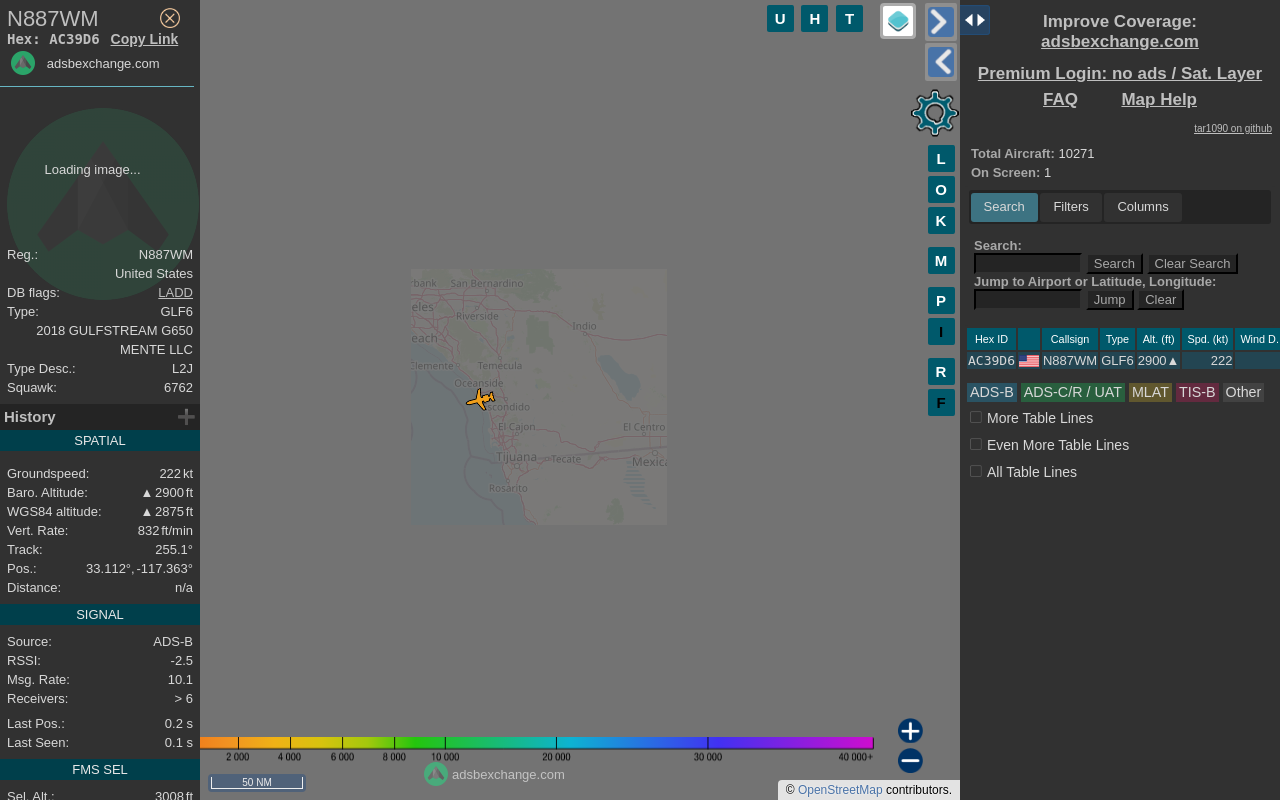 N887WM
Hex: AC39D6 Copy Link
adsbexchange.com
Loading image...
Reg.: N887WM
United States
DB flags: LADD
Type: GLF6
2018 GULFSTREAM G650
MENTE LLC
Type Desc.: L2J
Squawk: 6762
History
SPATIAL
Groundspeed: 222 kt
Baro. Altitude: ▲ 2900 ft
WGS84 altitude: ▲ 2875 ft
Vert. Rate: 832 ft/min
Track: 255.1°
Pos.: 33.112°, -117.363°
Distance: n/a
SIGNAL
Source: ADS-B
RSSI: -2.5
Msg. Rate: 10.1
Receivers: > 6
Last Pos.: 0.2 s
Last Seen: 0.1 s
FMS SEL
Sel. Alt.: 3008 ft
U H T
L
O
K
M
P
I
R
F
rbank San Bernardino
eles
Riverside
Indio
each
Clemente Temecula
Oceanside
scondido
El Cajon El Centro
Tijuana Tecate Mexica
Rosarito
2 000 4 000 6 000 8 000 10 000 20 000 30 000 40 000+
adsbexchange.com
50 NM
© OpenStreetMap contributors.
Improve Coverage:
adsbexchange.com
Premium Login: no ads / Sat. Layer
FAQ Map Help
tar1090 on github
Total Aircraft: 10271
On Screen: 1
Search Filters Columns
Search:
Search Clear Search
Jump to Airport or Latitude, Longitude:
Jump Clear
Hex ID Callsign Type Alt. (ft) Spd. (kt) Wind D.
AC39D6 N887WM GLF6 2900▲ 222
ADS-B ADS-C/R / UAT MLAT TIS-B Other
More Table Lines
Even More Table Lines
All Table Lines